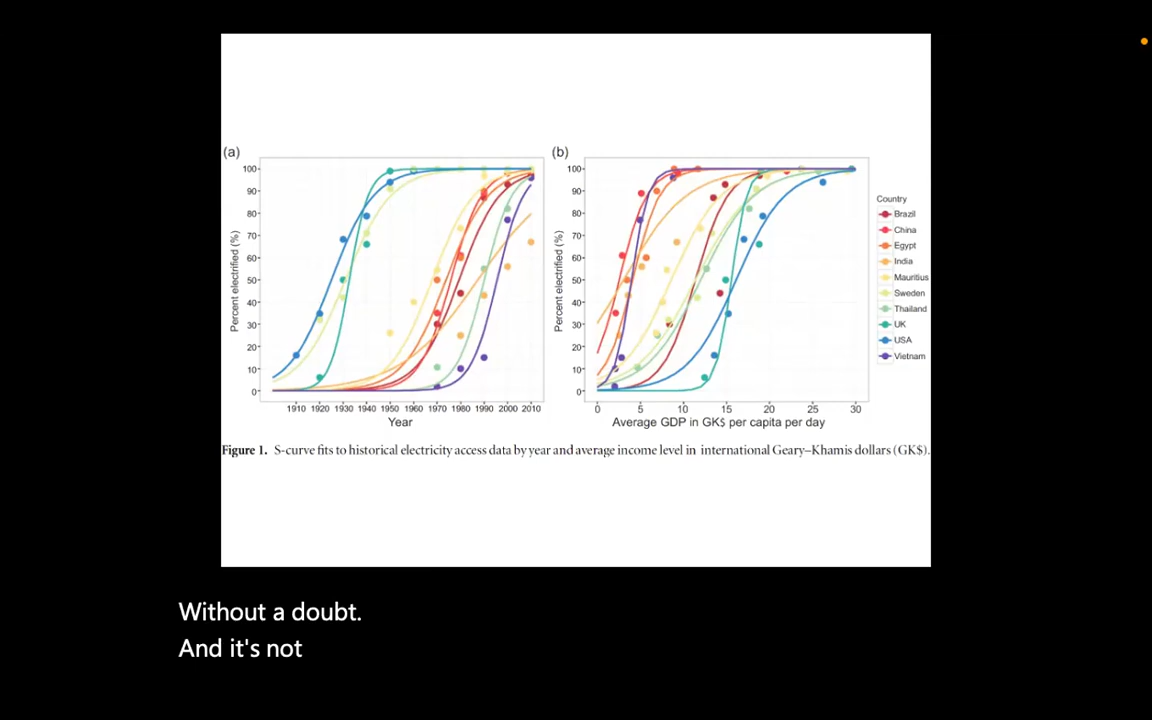 (a)
(b)
Percent electrified (%)
100
90
80
70
60
50
40
30
20
10
0
1910 1920 1930 1940 1950 1960 1970 1980 1990 2000 2010
Year
Percent electrified (%)
100
90
80
70
60
50
40
30
20
10
0
0 5 10 15 20 25 30
Average GDP in GK$ per capita per day
Country
Brazil
China
Egypt
India
Mauritius
Sweden
Thailand
UK
USA
Vietnam
Figure 1. S-curve fits to historical electricity access data by year and average income level in international Geary–Khamis dollars (GK$).
Without a doubt.
And it's not